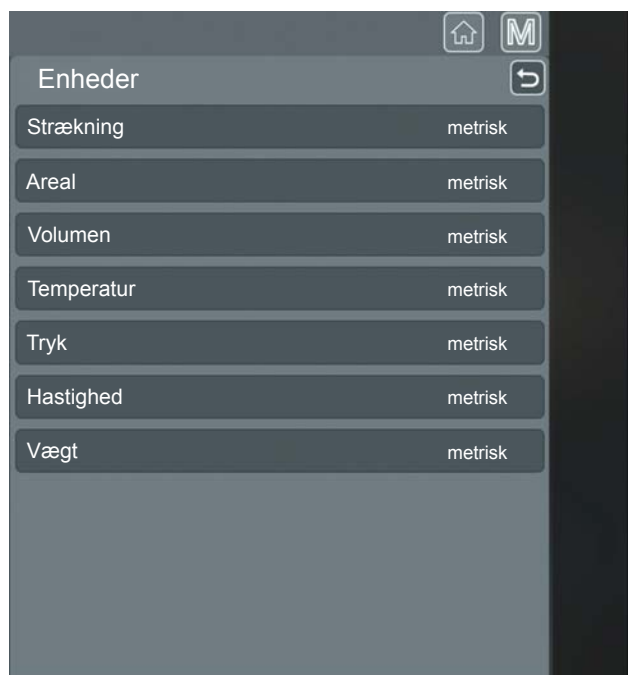 M
Enheder
Strækning metrisk
Areal metrisk
Volumen metrisk
Temperatur metrisk
Tryk metrisk
Hastighed metrisk
Vægt metrisk